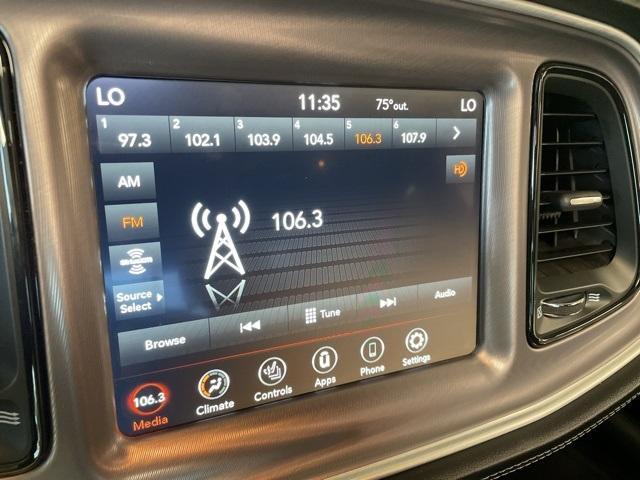 LO 11:35 75°out. LO
1 97.3 2 102.1 3 103.9 4 104.5 5 106.3 6 107.9
AM
HD
FM
106.3
SiriusXM
Source
Select
Browse Tune Audio
106.3
Media Climate Controls Apps Phone Settings